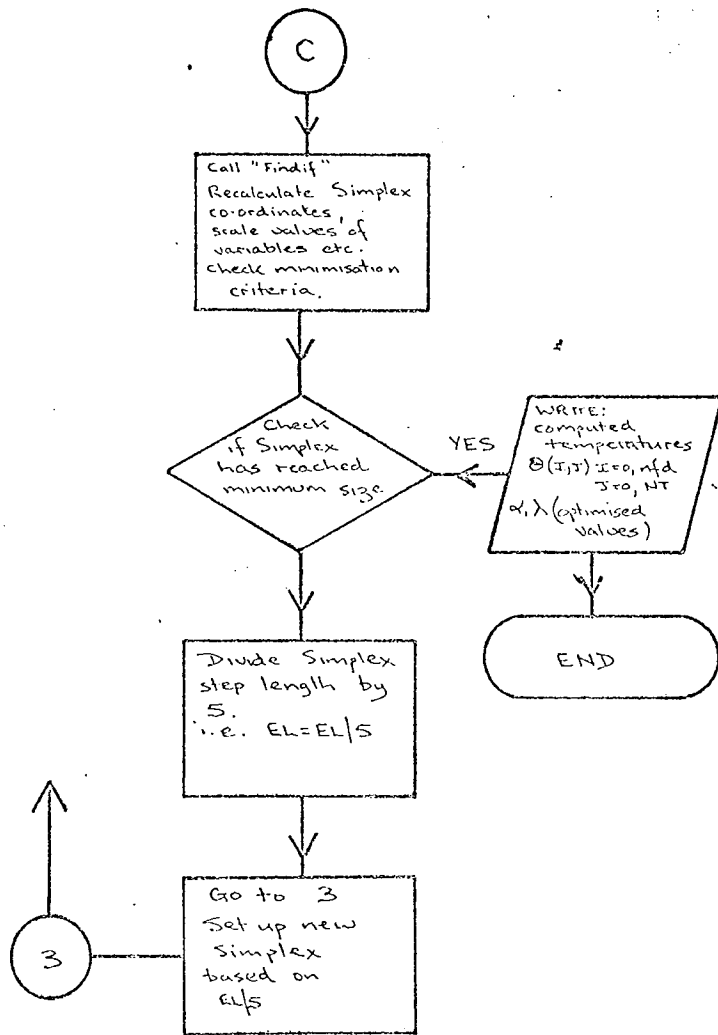 C
Call "Findif"
Recalculate Simplex
co-ordinates,
scale values of
variables etc.
check minimisation
criteria.
Check
if Simplex
has reached
minimum size
YES
WRITE:
computed
temperatures
Θ(I,J) I=0, nfd
J=0, NT
α, λ (optimised
values)
END
Divide Simplex
step length by
5.
i.e. EL=EL/5
Go to 3
Set up new
Simplex
based on
EL/5
3